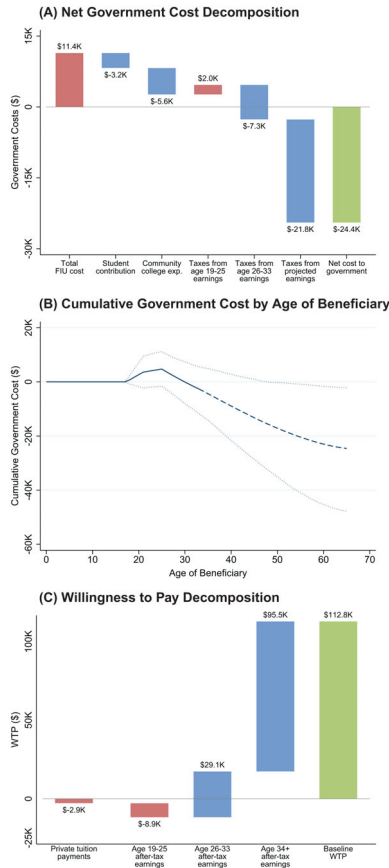 (A) Net Government Cost Decomposition
Government Costs ($)
15K
0
-15K
-30K
$11.4K
$-3.2K
$-5.6K
$2.0K
$-7.3K
$-21.8K
$-24.4K
Total
FIU cost
Student
contribution
Community
college exp.
Taxes from
age 19-25
earnings
Taxes from
age 26-33
earnings
Taxes from
projected
earnings
Net cost to
government
(B) Cumulative Government Cost by Age of Beneficiary
Cumulative Government Cost ($)
20K
0
-20K
-40K
-60K
0
10
20
30
40
50
60
70
Age of Beneficiary
(C) Willingness to Pay Decomposition
WTP ($)
100K
50K
0
-25K
$-2.9K
$-8.9K
$29.1K
$95.5K
$112.8K
Private tuition
payments
Age 19-25
after-tax
earnings
Age 26-33
after-tax
earnings
Age 34+
after-tax
earnings
Baseline
WTP